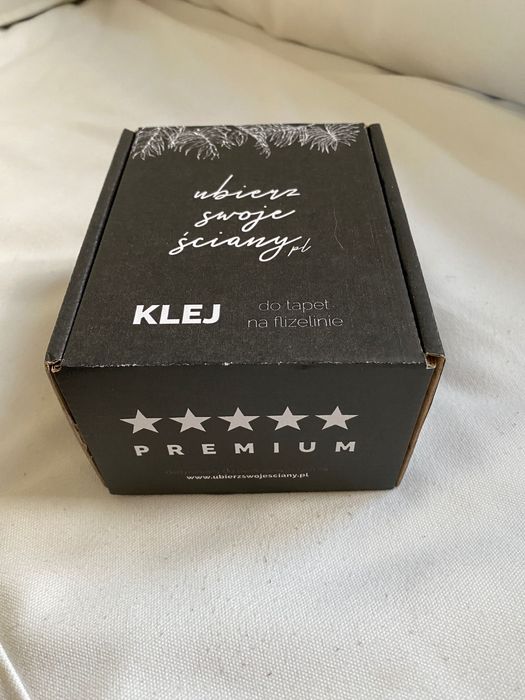 ubierz
swoje
ściany.pl
KLEJ
do tapet
na flizelinie
PREMIUM
www.ubierzswojesciany.pl